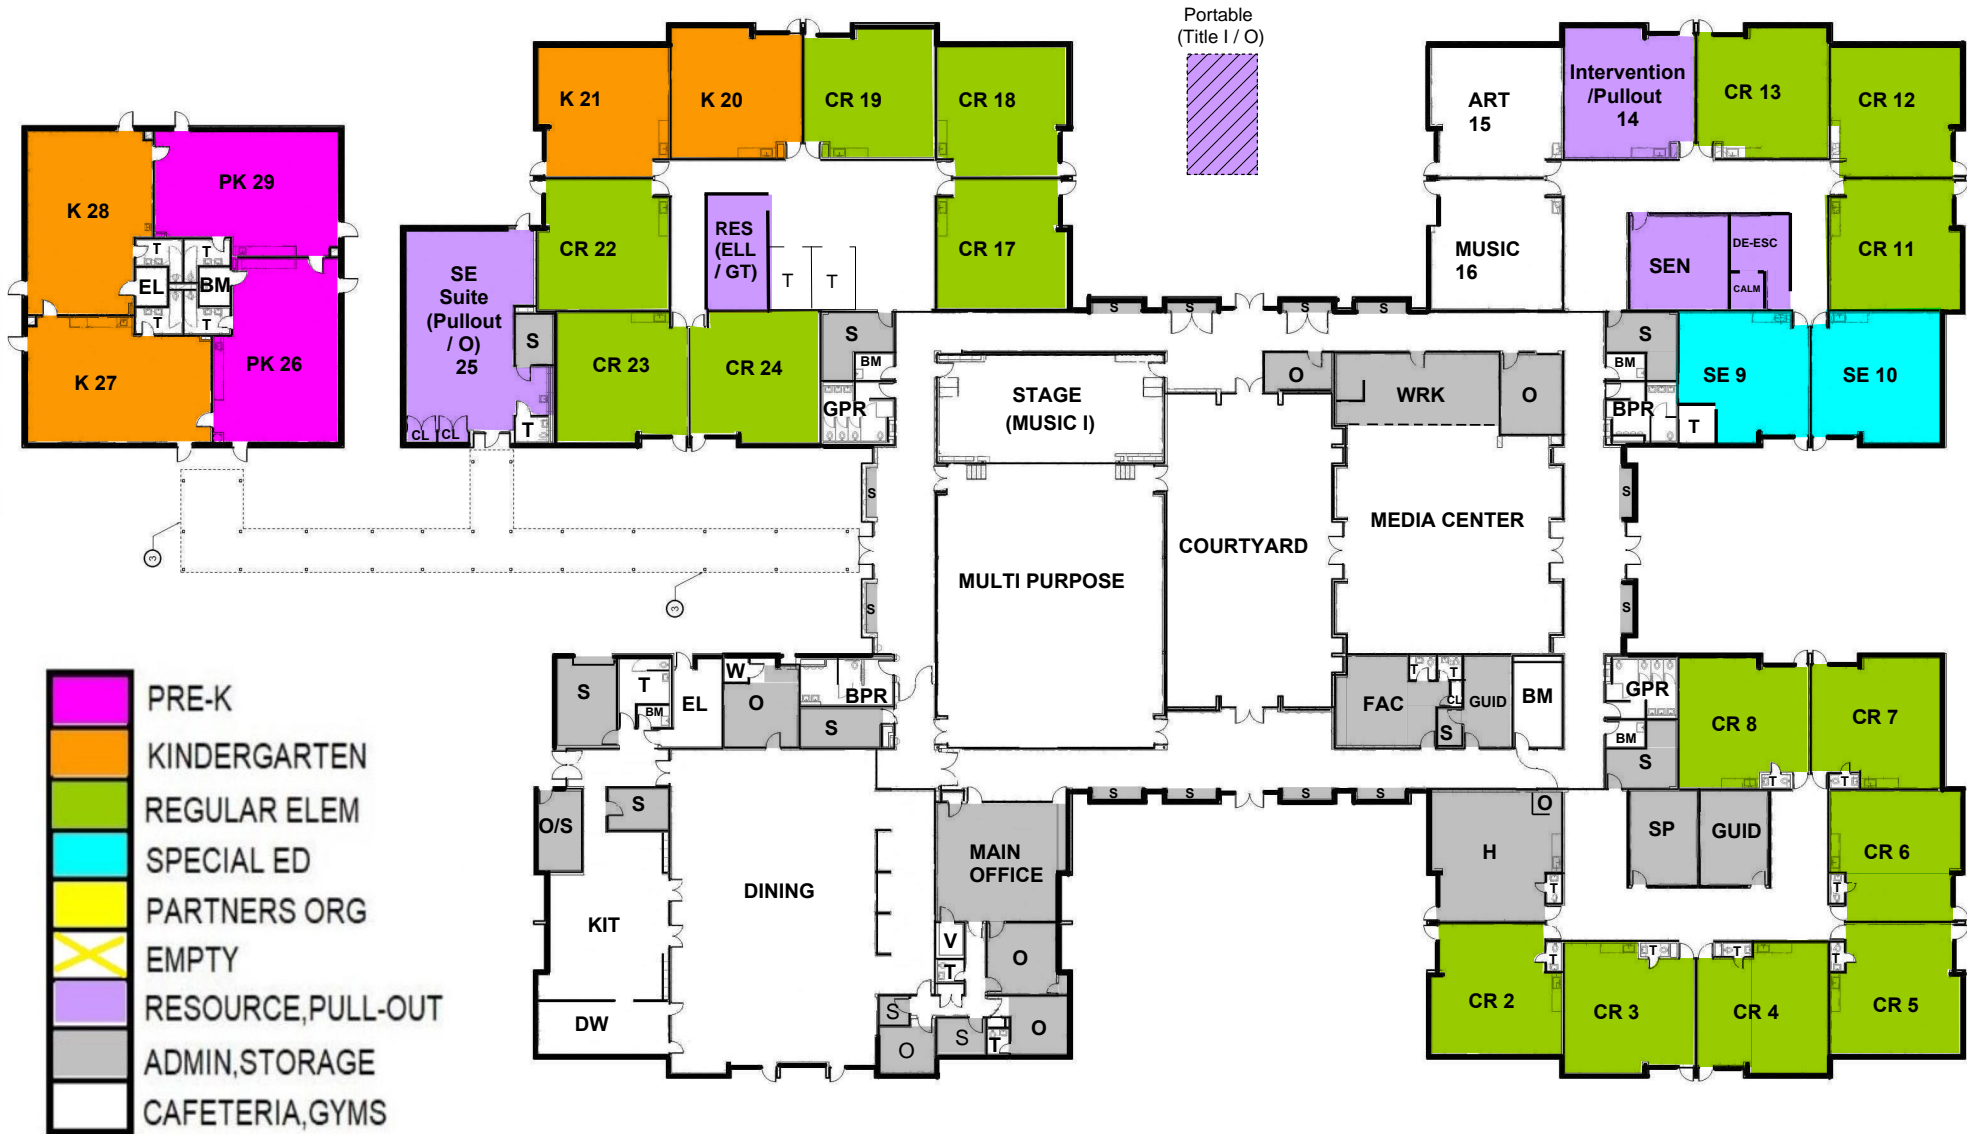 Portable
(Title I / O)
K 21
K 20
CR 19
CR 18
ART
15
Intervention
/Pullout
14
CR 13
CR 12
PK 29
K 28
T
T
EL
BM
T
T
K 27
PK 26
SE
Suite
(Pullout
/ O)
25
S
T
CL
CL
CR 22
RES
(ELL
/ GT)
T
T
CR 17
CR 23
CR 24
S
BM
GPR
MUSIC
16
SEN
DE-ESC
CALM
CR 11
S
BM
BPR
T
SE 9
SE 10
S
S
S
S
STAGE
(MUSIC I)
O
WRK
O
S
S
MULTI PURPOSE
COURTYARD
MEDIA CENTER
S
S
3
3
S
T
BM
EL
W
O
BPR
S
FAC
T
T
CL
S
GUID
BM
GPR
BM
S
CR 8
T
CR 7
T
S
S
S
S
O/S
S
KIT
DW
DINING
MAIN
OFFICE
V
T
O
S
O
S
T
O
H
O
T
SP
GUID
CR 6
T
CR 2
T
CR 3
T
CR 4
T
CR 5
T
PRE-K
KINDERGARTEN
REGULAR ELEM
SPECIAL ED
PARTNERS ORG
EMPTY
RESOURCE,PULL-OUT
ADMIN,STORAGE
CAFETERIA,GYMS